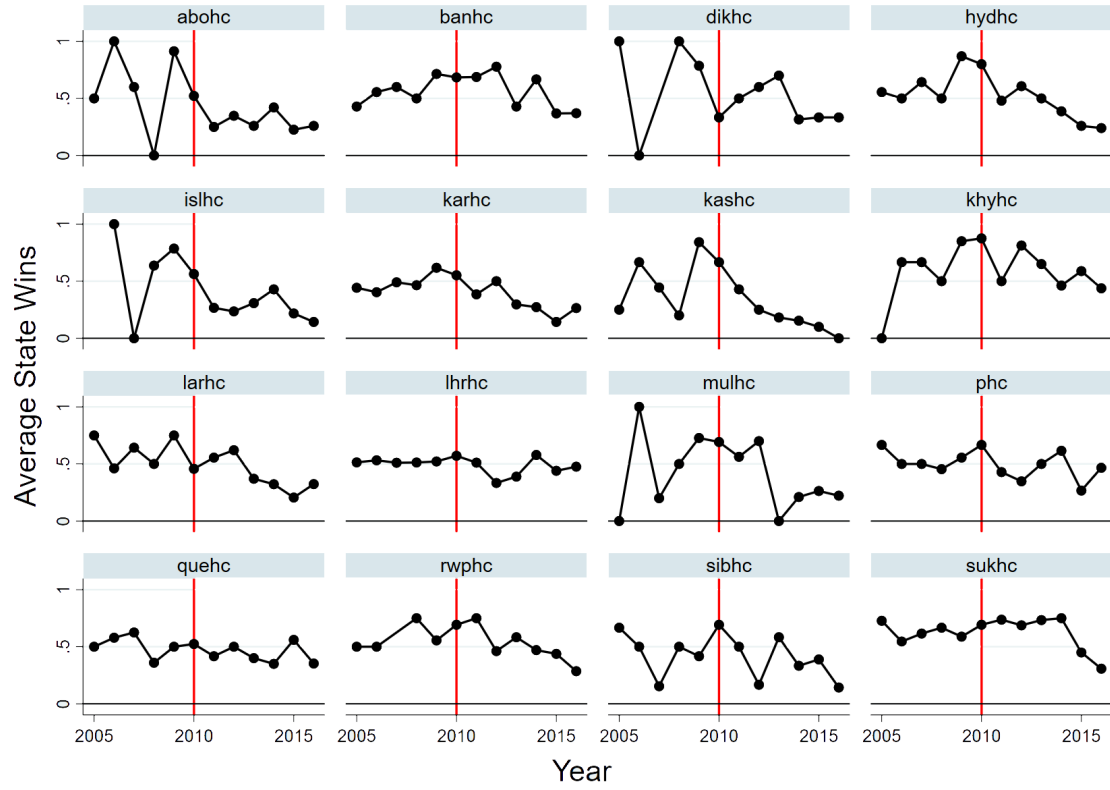 abohc banhc dikhc hydhc
1
.5
0
islhc karhc kashc khyhc
1
.5
0
larhc lhrhc mulhc phc
1
.5
0
quehc rwphc sibhc sukhc
1
.5
0
2005 2010 2015 2005 2010 2015 2005 2010 2015 2005 2010 2015
Average State Wins
Year